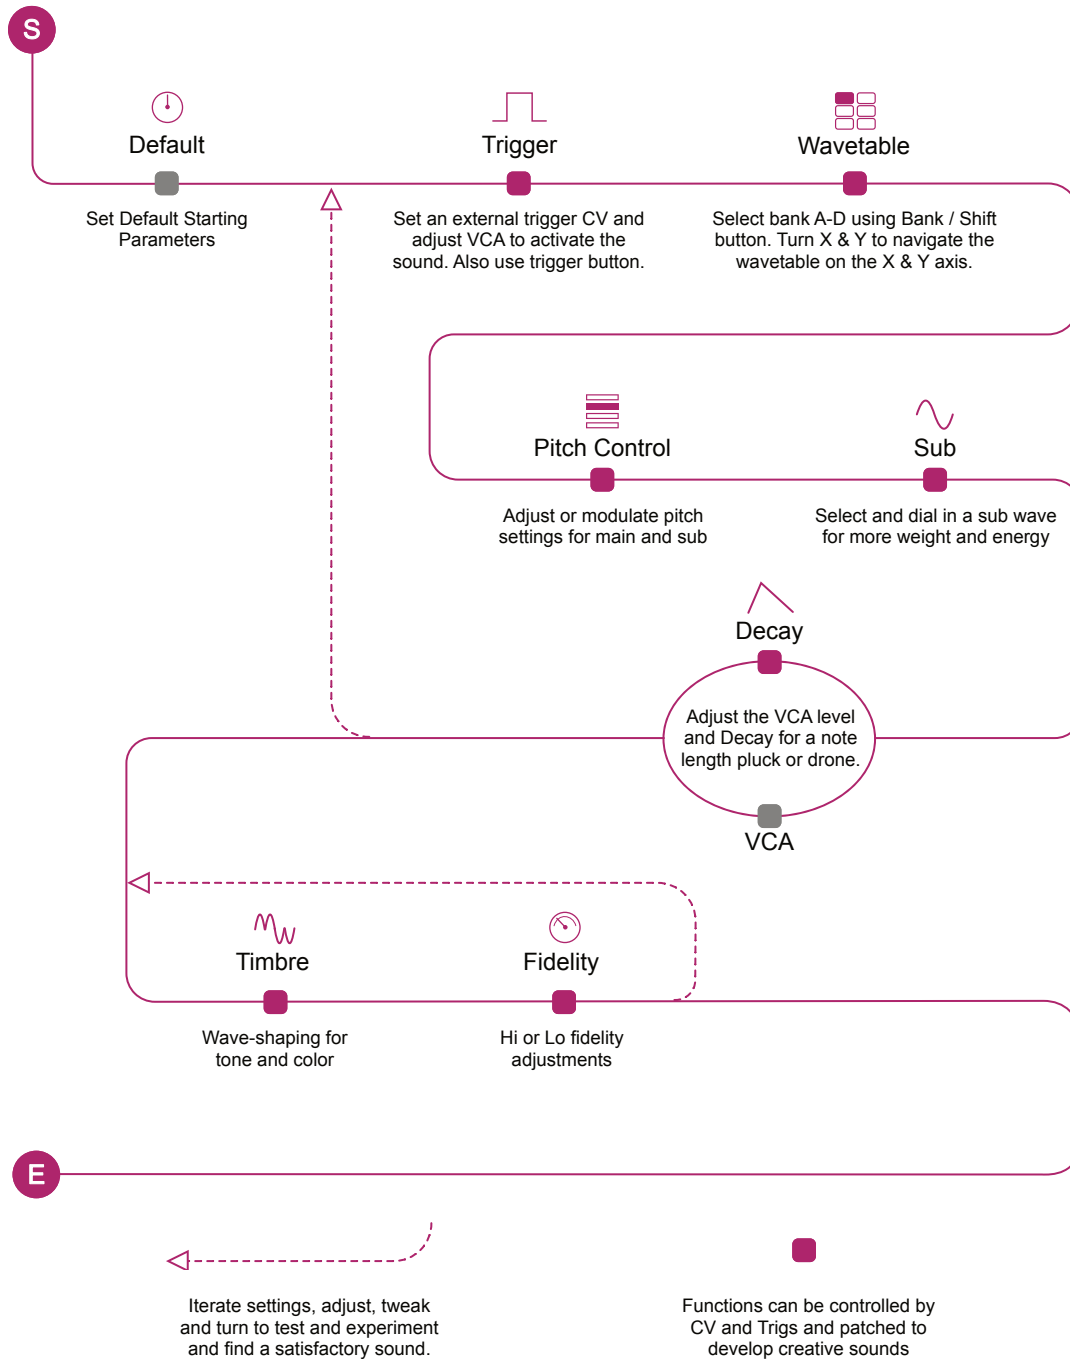 S
Default
Set Default Starting
Parameters
Trigger
Set an external trigger CV and
adjust VCA to activate the
sound. Also use trigger button.
Wavetable
Select bank A-D using Bank / Shift
button. Turn X & Y to navigate the
wavetable on the X & Y axis.
Pitch Control
Adjust or modulate pitch
settings for main and sub
Sub
Select and dial in a sub wave
for more weight and energy
Decay
Adjust the VCA level
and Decay for a note
length pluck or drone.
VCA
Timbre
Wave-shaping for
tone and color
Fidelity
Hi or Lo fidelity
adjustments
E
Iterate settings, adjust, tweak
and turn to test and experiment
and find a satisfactory sound.
Functions can be controlled by
CV and Trigs and patched to
develop creative sounds